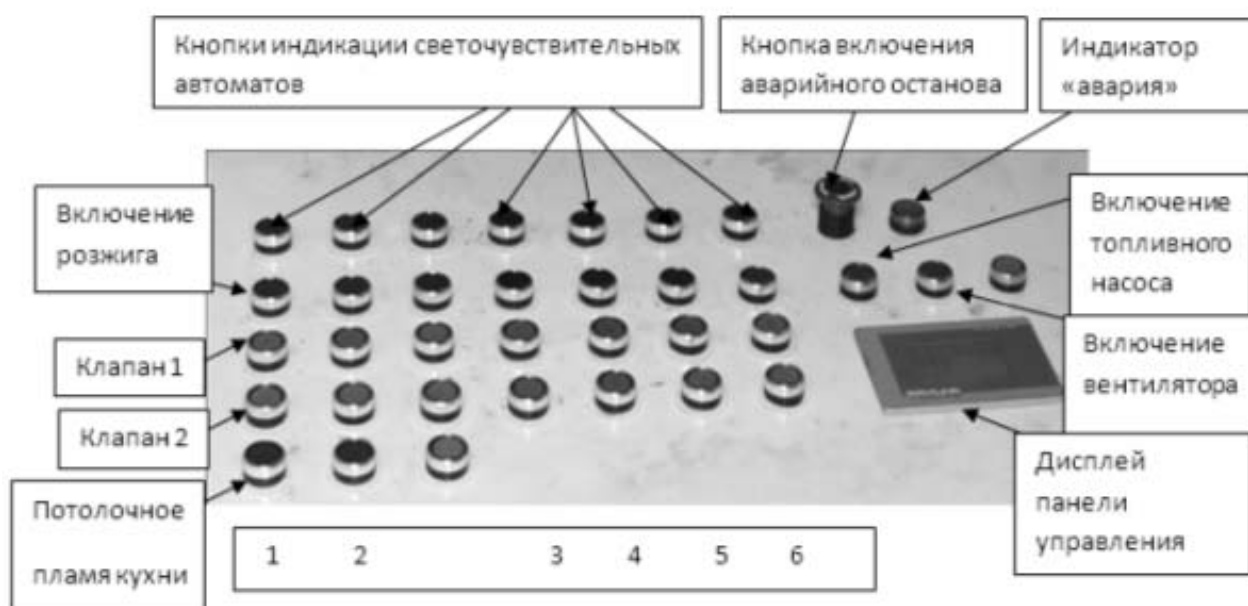 Кнопки индикации светочувствительных
автоматов
Кнопка включения
аварийного останова
Индикатор
«авария»
Включение
розжига
Включение
топливного
насоса
Клапан 1
Включение
вентилятора
Клапан 2
Дисплей
панели
управления
Потолочное
пламя кухни
1 2 3 4 5 6